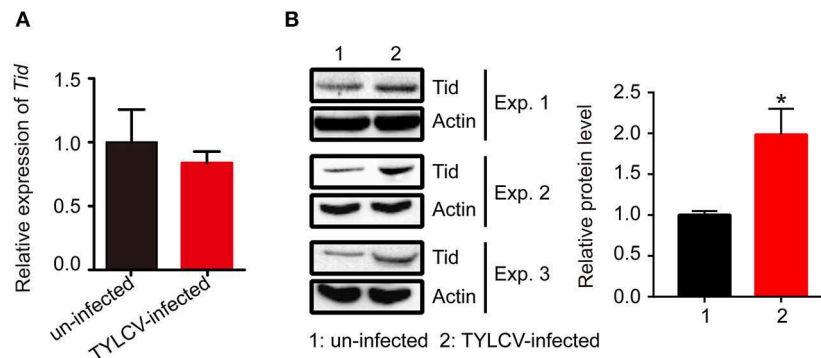 A
Relative expression of Tid
1.5
1.0
0.5
0.0
un-infected
TYLCV-infected
B
1 2
Tid
Actin
Exp. 1
Tid
Actin
Exp. 2
Tid
Actin
Exp. 3
1: un-infected 2: TYLCV-infected
Relative protein level
2.5
2.0
1.5
1.0
0.5
0.0
*
1 2